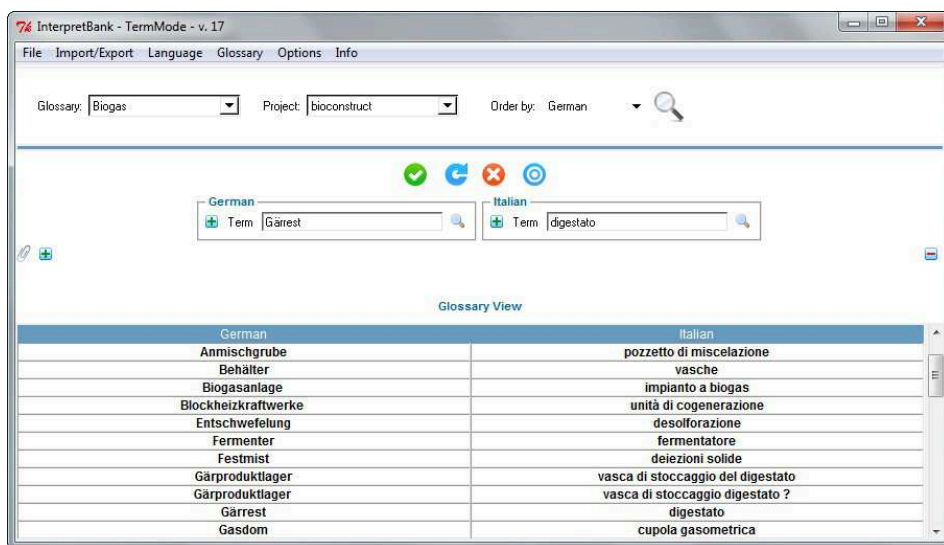 InterpretBank - TermMode - v. 17
File Import/Export Language Glossary Options Info
Glossary: Biogas Project: bioconstruct Order by: German
German Italian
Term Gärrest Term digestato
Glossary View
German Italian
Anmischgrube pozzetto di miscelazione
Behälter vasche
Biogasanlage impianto a biogas
Blockheizkraftwerke unità di cogenerazione
Entschwefelung desolforazione
Fermenter fermentatore
Festmist deiezioni solide
Gärproduktlager vasca di stoccaggio del digestato
Gärproduktlager vasca di stoccaggio digestato ?
Gärrest digestato
Gasdom cupola gasometrica